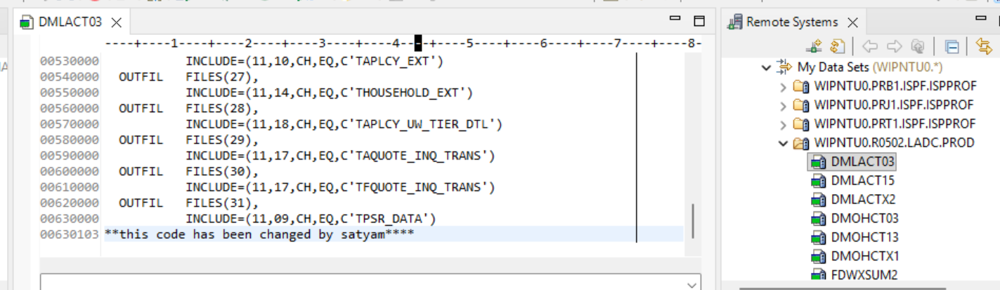 DMLACT03
----+----1----+----2----+----3----+----4----+----5----+----6----+----7----+----8-
00530000 INCLUDE=(11,10,CH,EQ,C'TAPLCY_EXT')
00540000 OUTFIL FILES(27),
00550000 INCLUDE=(11,14,CH,EQ,C'THOUSEHOLD_EXT')
00560000 OUTFIL FILES(28),
00570000 INCLUDE=(11,18,CH,EQ,C'TAPLCY_UW_TIER_DTL')
00580000 OUTFIL FILES(29),
00590000 INCLUDE=(11,17,CH,EQ,C'TAQUOTE_INQ_TRANS')
00600000 OUTFIL FILES(30),
00610000 INCLUDE=(11,17,CH,EQ,C'TFQUOTE_INQ_TRANS')
00620000 OUTFIL FILES(31),
00630000 INCLUDE=(11,09,CH,EQ,C'TPSR_DATA')
00630103 **this code has been changed by satyam****
Remote Systems
My Data Sets (WIPNTU0.*)
WIPNTU0.PRB1.ISPF.ISPPROF
WIPNTU0.PRJ1.ISPF.ISPPROF
WIPNTU0.PRT1.ISPF.ISPPROF
WIPNTU0.R0502.LADC.PROD
DMLACT03
DMLACT15
DMLACTX2
DMOHCT03
DMOHCT13
DMOHCTX1
FDWXSUM2